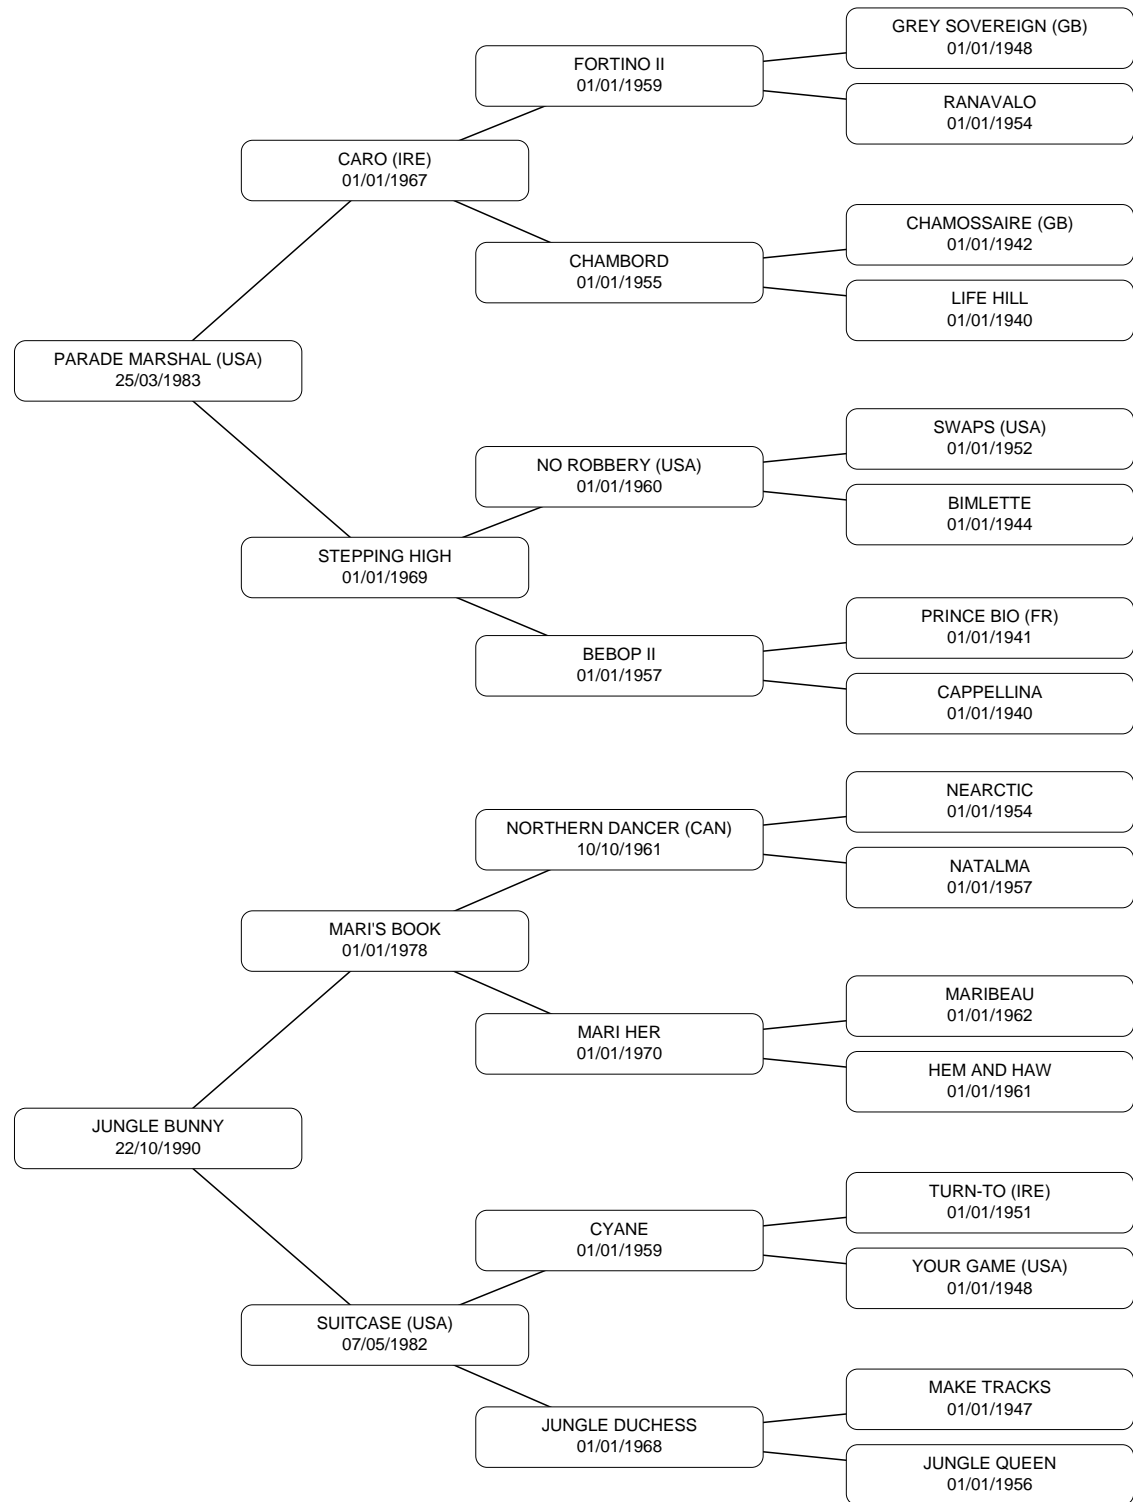 GREY SOVEREIGN (GB)
01/01/1948
FORTINO II
01/01/1959
RANAVALO
01/01/1954
CARO (IRE)
01/01/1967
CHAMOSSAIRE (GB)
01/01/1942
CHAMBORD
01/01/1955
LIFE HILL
01/01/1940
PARADE MARSHAL (USA)
25/03/1983
SWAPS (USA)
01/01/1952
NO ROBBERY (USA)
01/01/1960
BIMLETTE
01/01/1944
STEPPING HIGH
01/01/1969
PRINCE BIO (FR)
01/01/1941
BEBOP II
01/01/1957
CAPPELLINA
01/01/1940
NEARCTIC
01/01/1954
NORTHERN DANCER (CAN)
10/10/1961
NATALMA
01/01/1957
MARI'S BOOK
01/01/1978
MARIBEAU
01/01/1962
MARI HER
01/01/1970
HEM AND HAW
01/01/1961
JUNGLE BUNNY
22/10/1990
TURN-TO (IRE)
01/01/1951
CYANE
01/01/1959
YOUR GAME (USA)
01/01/1948
SUITCASE (USA)
07/05/1982
MAKE TRACKS
01/01/1947
JUNGLE DUCHESS
01/01/1968
JUNGLE QUEEN
01/01/1956